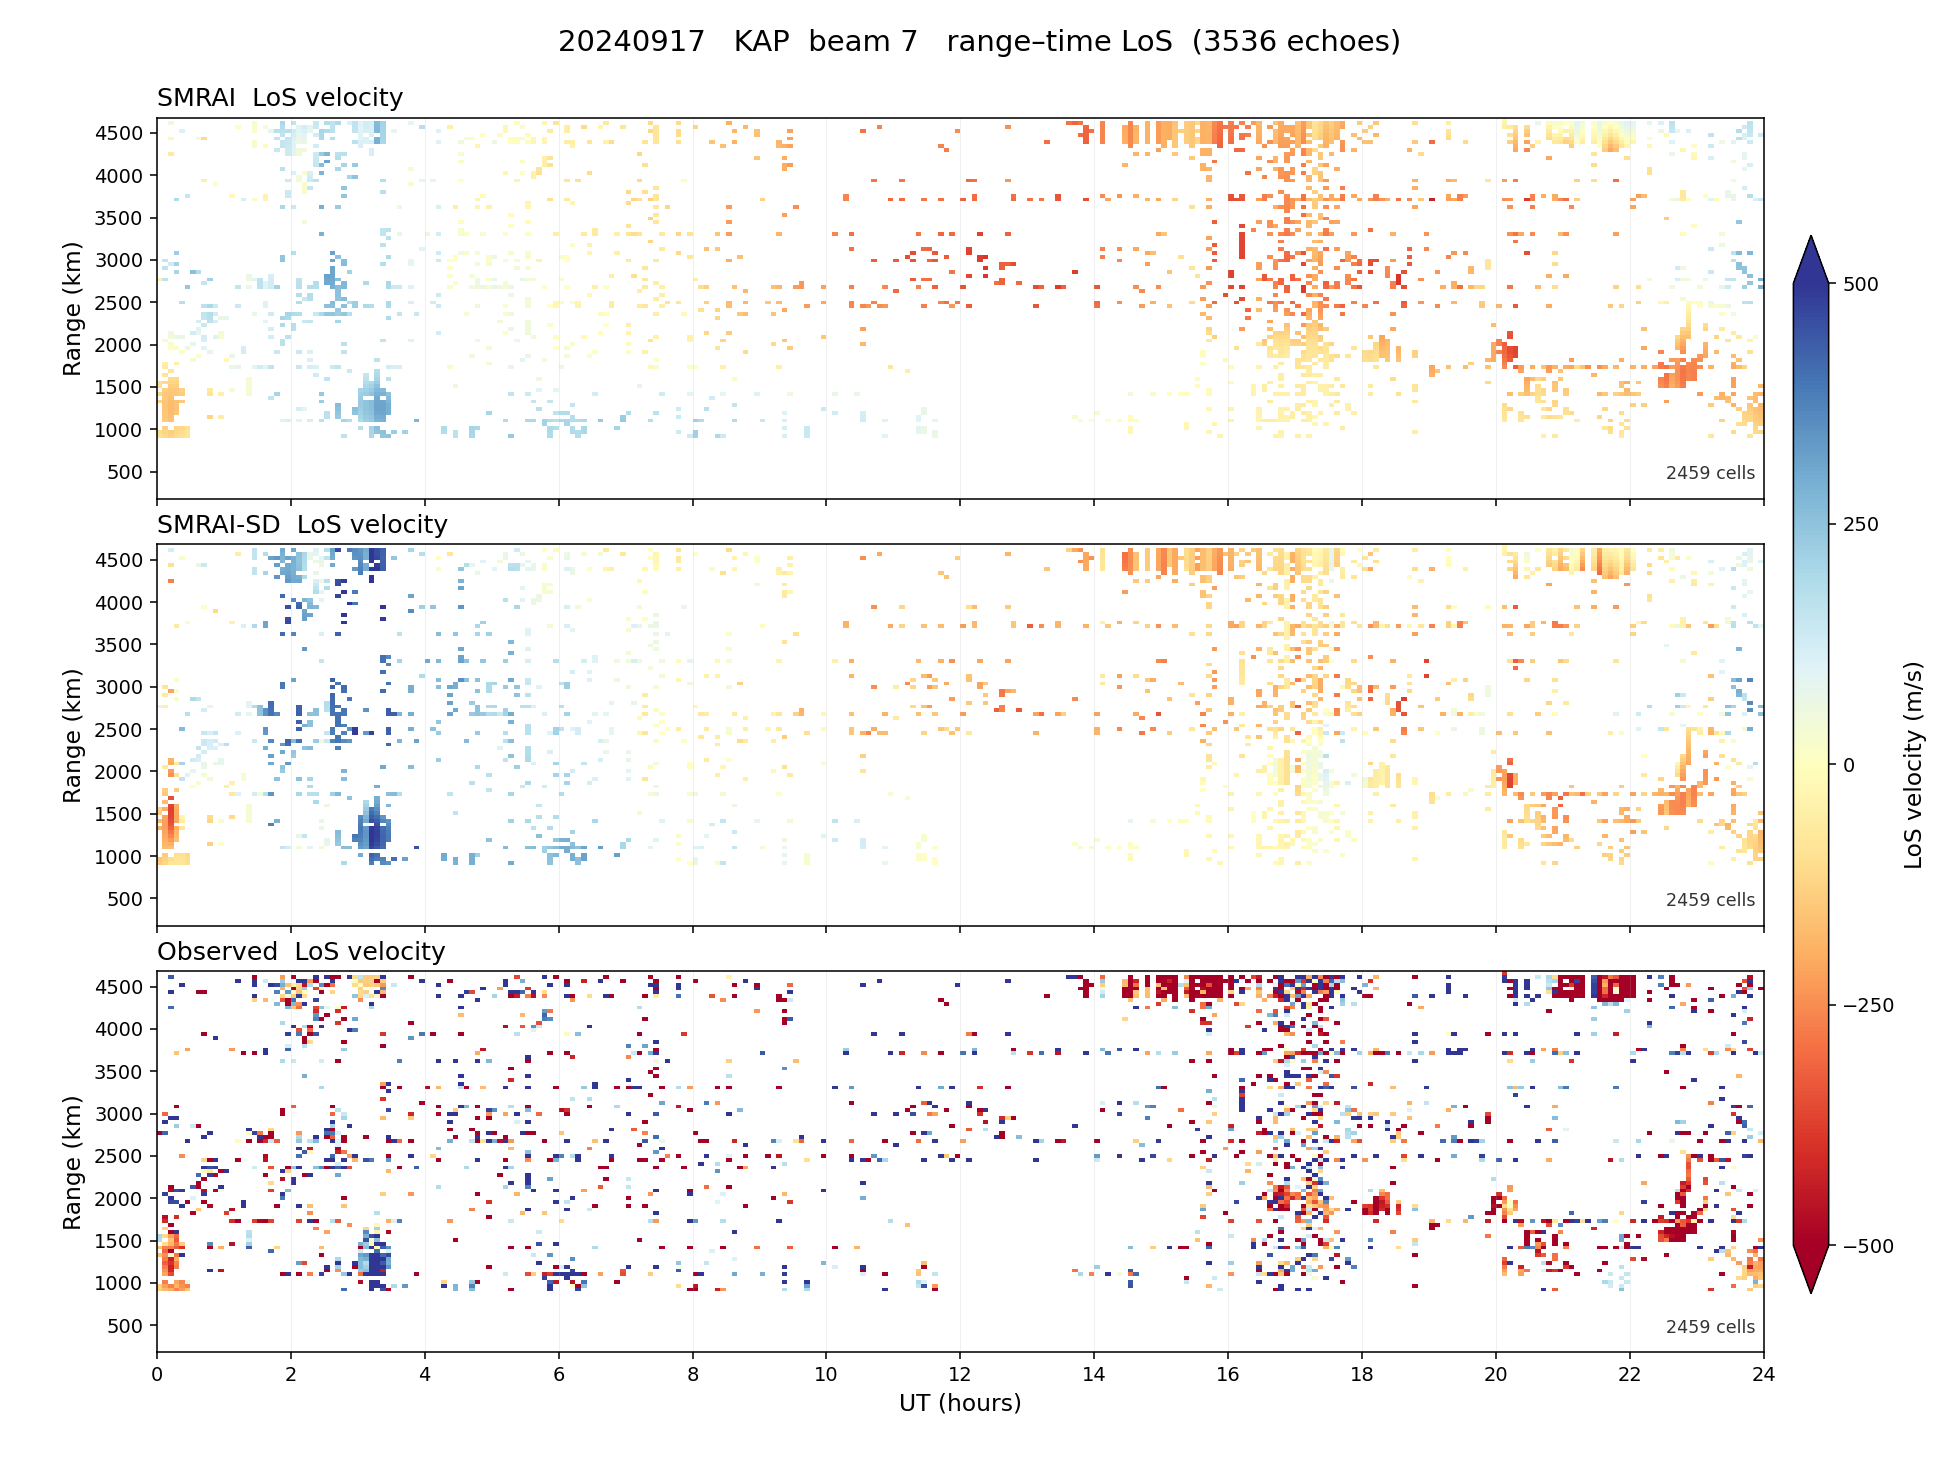 20240917 KAP beam 7 range–time LoS (3536 echoes)
SMRAI LoS velocity
4500
4000
3500
3000
2500
2000
1500
1000
500
Range (km)
2459 cells
SMRAI-SD LoS velocity
4500
4000
3500
3000
2500
2000
1500
1000
500
Range (km)
2459 cells
Observed LoS velocity
4500
4000
3500
3000
2500
2000
1500
1000
500
Range (km)
2459 cells
0 2 4 6 8 10 12 14 16 18 20 22 24
UT (hours)
500
250
0
−250
−500
LoS velocity (m/s)